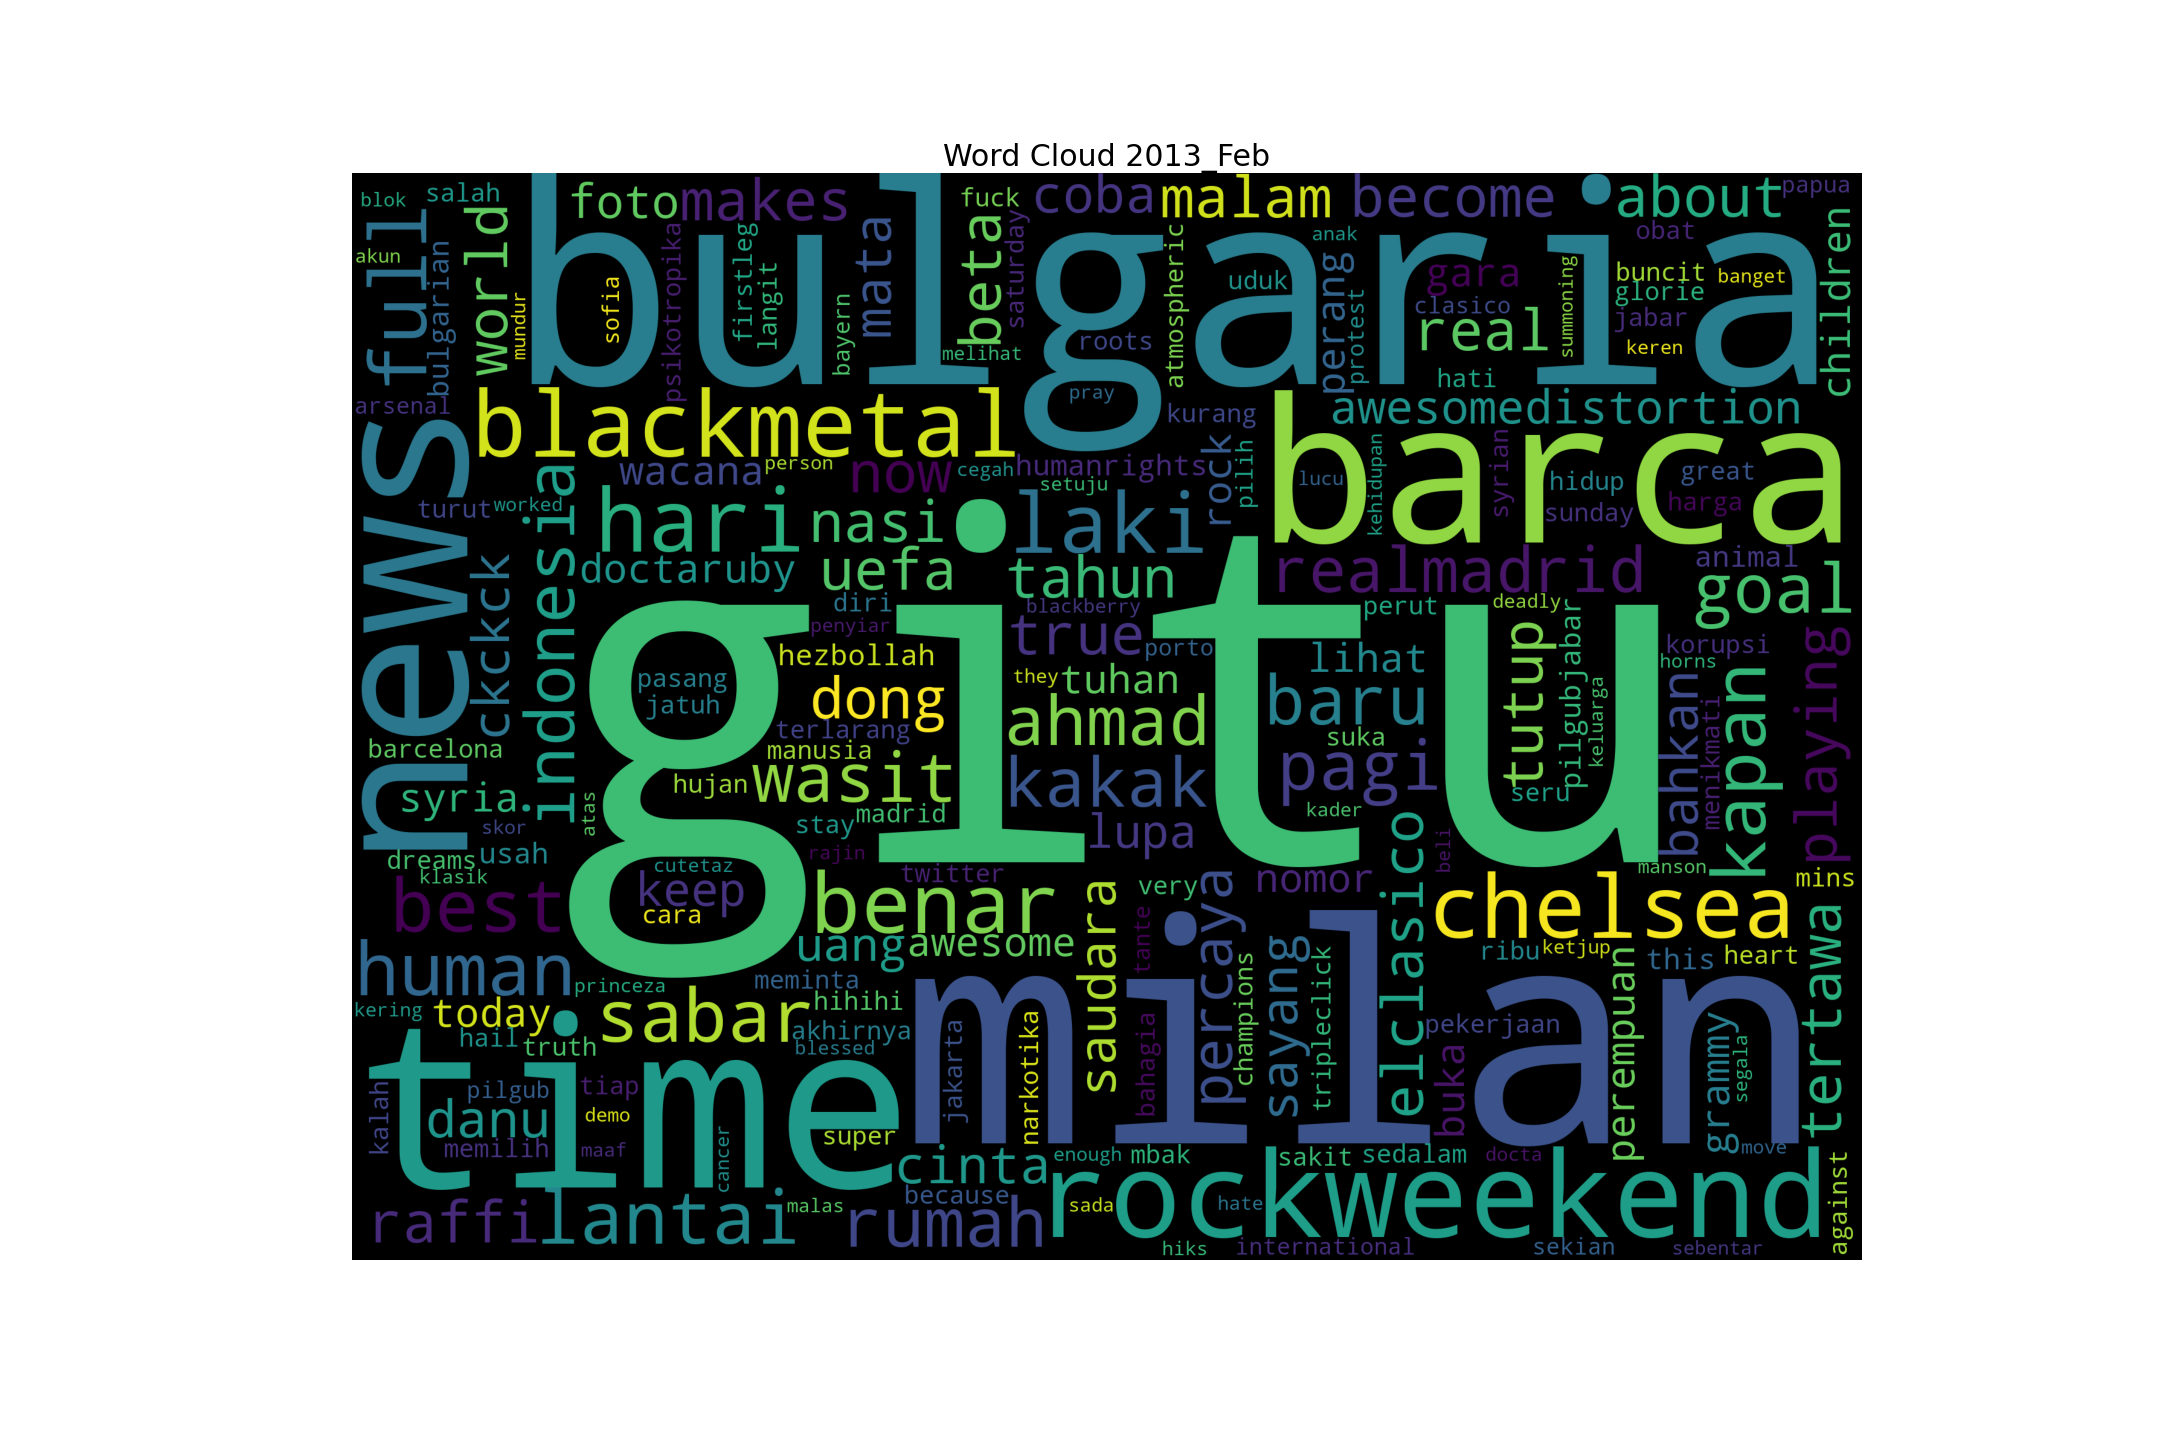 Word Cloud 2013_Feb
blok
salah
foto
makes
fuck
coba
malam
become
about
papua
akun
full
bulgarian
world
mundur
bulgaria
sofia
psikotropika
firstleg
langit
bayern
mata
beta
saturday
melihat
roots
pray
atmospheric
uduk
anak
perang
protest
gara
clasico
real
summoning
obat
buncit
glorie
banget
jabar
keren
hati
children
arsenal
news
blackmetal
kurang
awesomedistortion
barca
turut
worked
wacana
person
now
cegah
humanrights
setuju
rock
pilih
lucu
kehidupan
syrian
hidup
great
sunday
harga
ckckck
indonesia
hari
nasi
laki
doctaruby
uefa
tahun
realmadrid
animal
goal
diri
blackberry
perut
deadly
penyiar
true
porto
gitu
hezbollah
they
tuhan
lihat
tutup
pilgubjabar
keluarga
korupsi
horns
playing
pasang
jatuh
dong
ahmad
baru
terlarang
manusia
suka
bahkan
menikmati
kapan
barcelona
hujan
wasit
kakak
pagi
seru
syria
atas
skor
stay
madrid
lupa
kader
dreams
usah
klasik
cutetaz
rajin
twitter
very
nomor
elclasico
beli
manson
mins
best
keep
cara
benar
saudara
tante
percaya
chelsea
tertawa
human
uang
awesome
meminta
princeza
hihihi
sayang
champions
tripleclick
ribu
ketjup
perempuan
this
heart
kering
today
sabar
akhirnya
blessed
milan
pekerjaan
hail
truth
jakarta
narkotika
bahagia
buka
grammy
segala
time
kalah
pilgub
tiap
danu
demo
memilih
maaf
cancer
super
cinta
enough
mbak
sakit
sedalam
docta
move
against
raffi
lantai
malas
because
rumah
sada
rockweekend
hate
hiks
international
sekian
sebentar